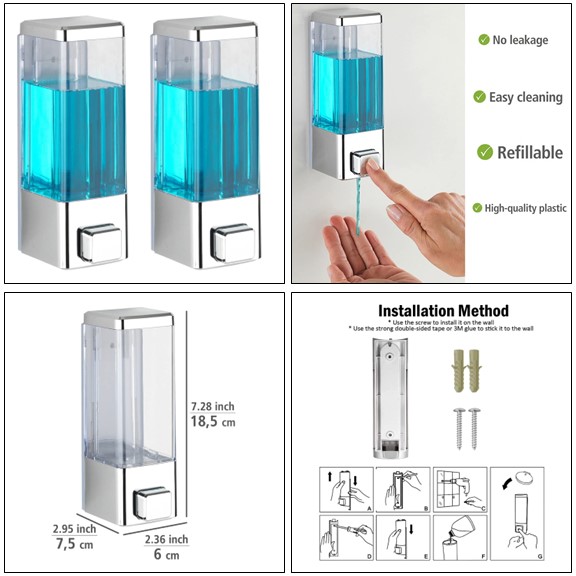 No leakage
Easy cleaning
Refillable
High-quality plastic
7.28 inch
18,5 cm
2.95 inch
7,5 cm
2.36 inch
6 cm
Installation Method
* Use the screw to install it on the wall
* Use the strong double-sided tape or 3M glue to stick it to the wall
A
B
C
D
E
F
G